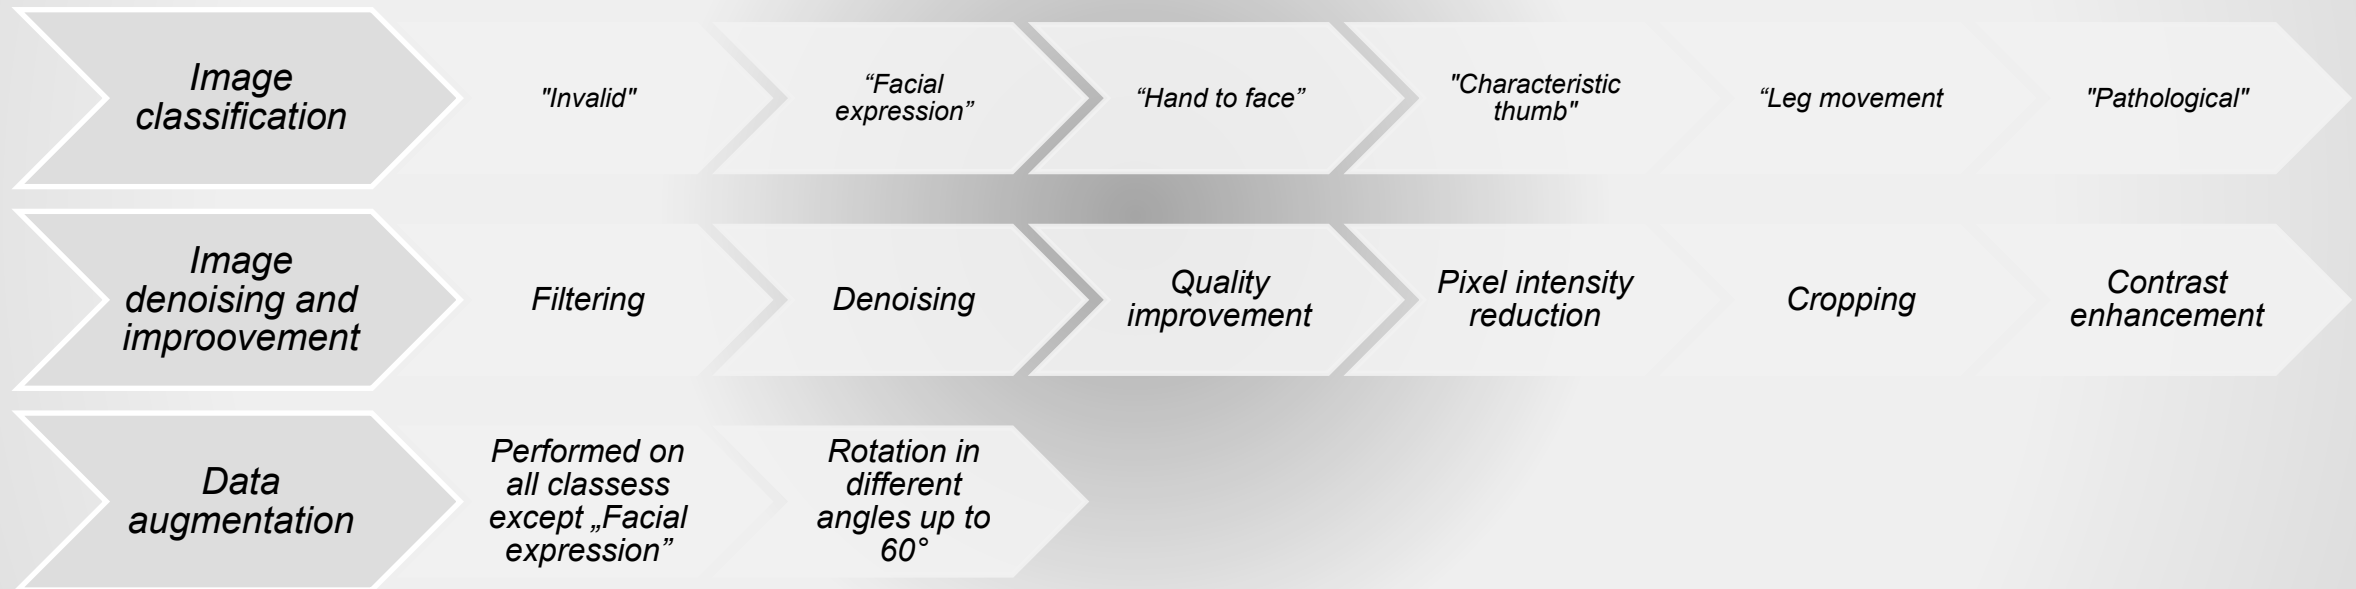 Image
classification
"Invalid"
“Facial
expression”
“Hand to face”
"Characteristic
thumb"
“Leg movement
"Pathological"
Image
denoising and
improovement
Filtering
Denoising
Quality
improvement
Pixel intensity
reduction
Cropping
Contrast
enhancement
Data
augmentation
Performed on
all classess
except „Facial
expression”
Rotation in
different
angles up to
60°